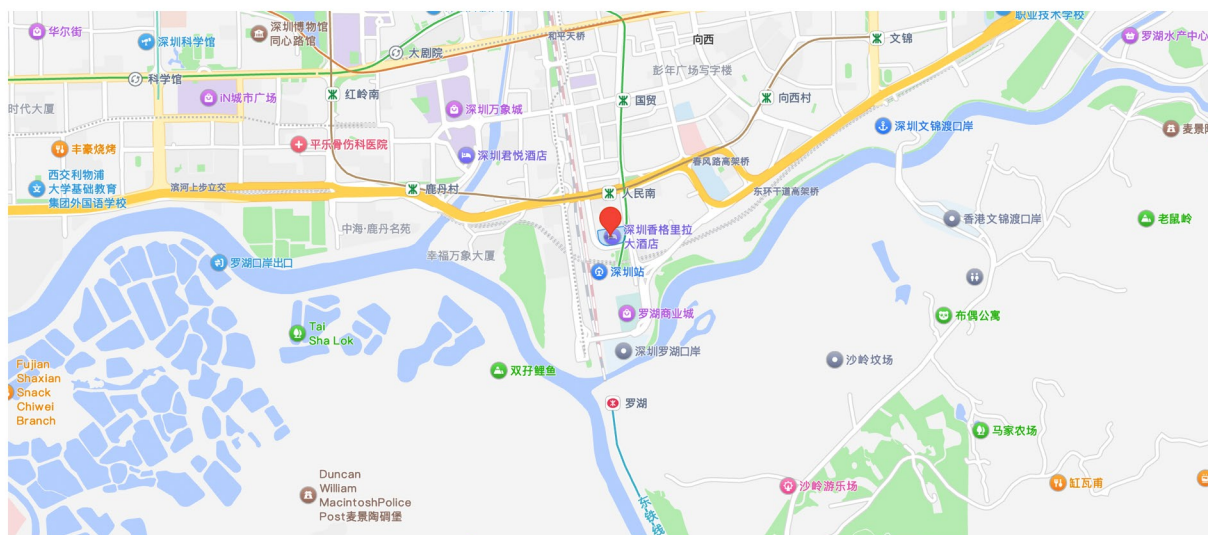 华尔街
深圳科学馆
深圳博物馆
同心路馆
大剧院
和平天桥
向西
文锦
职业技术学校
罗湖水产中心
科学馆
时代大厦
iN城市广场
红岭南
深圳万象城
国贸
彭年广场写字楼
向西村
深圳文锦渡口岸
麦景陶
丰豪烧烤
平乐骨伤科医院
深圳君悦酒店
春风路高架桥
西交利物浦
大学基础教育
集团外国语学校
滨河上步立交
鹿丹村
人民南
东环干道高架桥
中海·鹿丹名苑
深圳香格里拉
大酒店
香港文锦渡口岸
老鼠岭
幸福万象大厦
罗湖口岸出口
深圳站
罗湖商业城
布偶公寓
Tai
Sha Lok
深圳罗湖口岸
沙岭坟场
双孖鲤鱼
Fujian
Shaxian
Snack
Chiwei
Branch
罗湖
马家农场
Duncan
William
MacintoshPolice
Post麦景陶碉堡
沙岭游乐场
缸瓦甫
东铁线